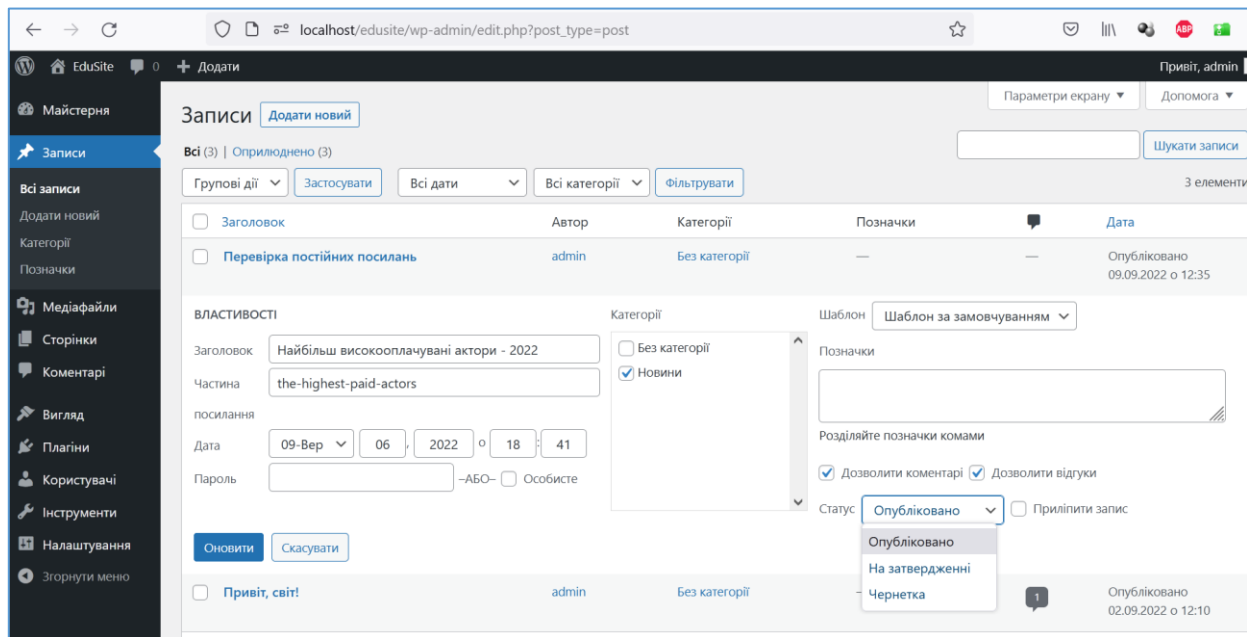 localhost/edusite/wp-admin/edit.php?post_type=post
ABP
EduSite 0 Додати Привіт, admin
Параметри екрану Допомога
Майстерня
Записи
Всі записи
Додати новий
Категорії
Позначки
Медіафайли
Сторінки
Коментарі
Вигляд
Плагіни
Користувачі
Інструменти
Налаштування
Згорнути меню
Записи Додати новий
Всі (3) | Оприлюднено (3)
Шукати записи
Групові дії Застосувати Всі дати Всі категорії Фільтрувати 3 елементи
Заголовок Автор Категорії Позначки Дата
Перевірка постійних посилань admin Без категорії — — Опубліковано
09.09.2022 о 12:35
ВЛАСТИВОСТІ
Заголовок Найбільш високооплачувані актори - 2022
Частина the-highest-paid-actors
посилання
Дата 09-Вер 06 , 2022 о 18 : 41
Пароль –АБО– Особисте
Категорії
Без категорії
Новини
Шаблон Шаблон за замовчуванням
Позначки
Розділяйте позначки комами
Дозволити коментарі Дозволити відгуки
Статус Опубліковано Приліпити запис
Опубліковано
На затвердженні
Чернетка
Оновити Скасувати
Привіт, світ! admin Без категорії — 1 Опубліковано
02.09.2022 о 12:10